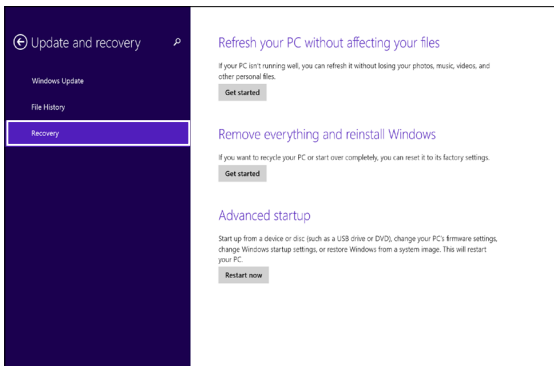 Update and recovery
Windows Update
File History
Recovery
Refresh your PC without affecting your files
If your PC isn't running well, you can refresh it without losing your photos, music, videos, and
other personal files.
Get started
Remove everything and reinstall Windows
If you want to recycle your PC or start over completely, you can reset it to its factory settings.
Get started
Advanced startup
Start up from a device or disc (such as a USB drive or DVD), change your PC's firmware settings,
change Windows startup settings, or restore Windows from a system image. This will restart
your PC.
Restart now